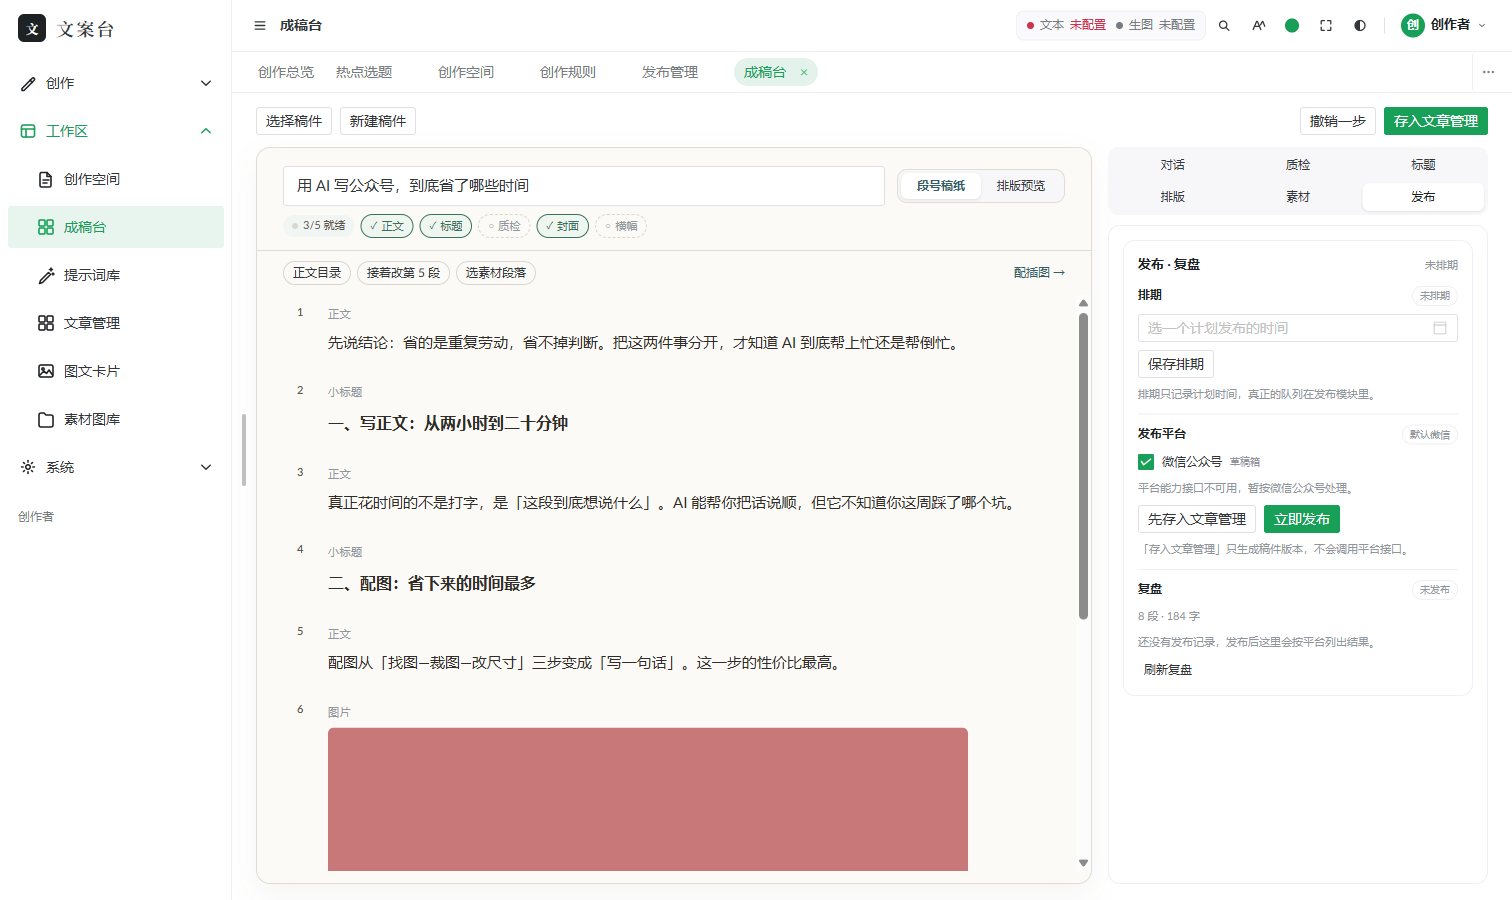 文 文案台
创作
工作区
创作空间
成稿台
提示词库
文章管理
图文卡片
素材图库
系统
创作者
成稿台
文本 未配置 生图 未配置
创 创作者
创作总览 热点选题 创作空间 创作规则 发布管理 成稿台 ×
选择稿件 新建稿件
撤销一步 存入文章管理
用 AI 写公众号，到底省了哪些时间
段号稿纸 排版预览
3/5 就绪 ✓ 正文 ✓ 标题 ○ 质检 ✓ 封面 ○ 横幅
正文目录 接着改第 5 段 选素材段落 配插图 →
1 正文
先说结论：省的是重复劳动，省不掉判断。把这两件事分开，才知道 AI 到底帮上忙还是帮倒忙。
2 小标题
一、写正文：从两小时到二十分钟
3 正文
真正花时间的不是打字，是「这段到底想说什么」。AI 能帮你把话说顺，但它不知道你这周踩了哪个坑。
4 小标题
二、配图：省下来的时间最多
5 正文
配图从「找图—裁图—改尺寸」三步变成「写一句话」。这一步的性价比最高。
6 图片
对话 质检 标题
排版 素材 发布
发布 · 复盘 未排期
排期 未排期
选一个计划发布的时间
保存排期
排期只记录计划时间，真正的队列在发布模块里。
发布平台 默认微信
微信公众号 草稿箱
平台能力接口不可用，暂按微信公众号处理。
先存入文章管理 立即发布
「存入文章管理」只生成稿件版本，不会调用平台接口。
复盘 未发布
8 段 · 184 字
还没有发布记录，发布后这里会按平台列出结果。
刷新复盘